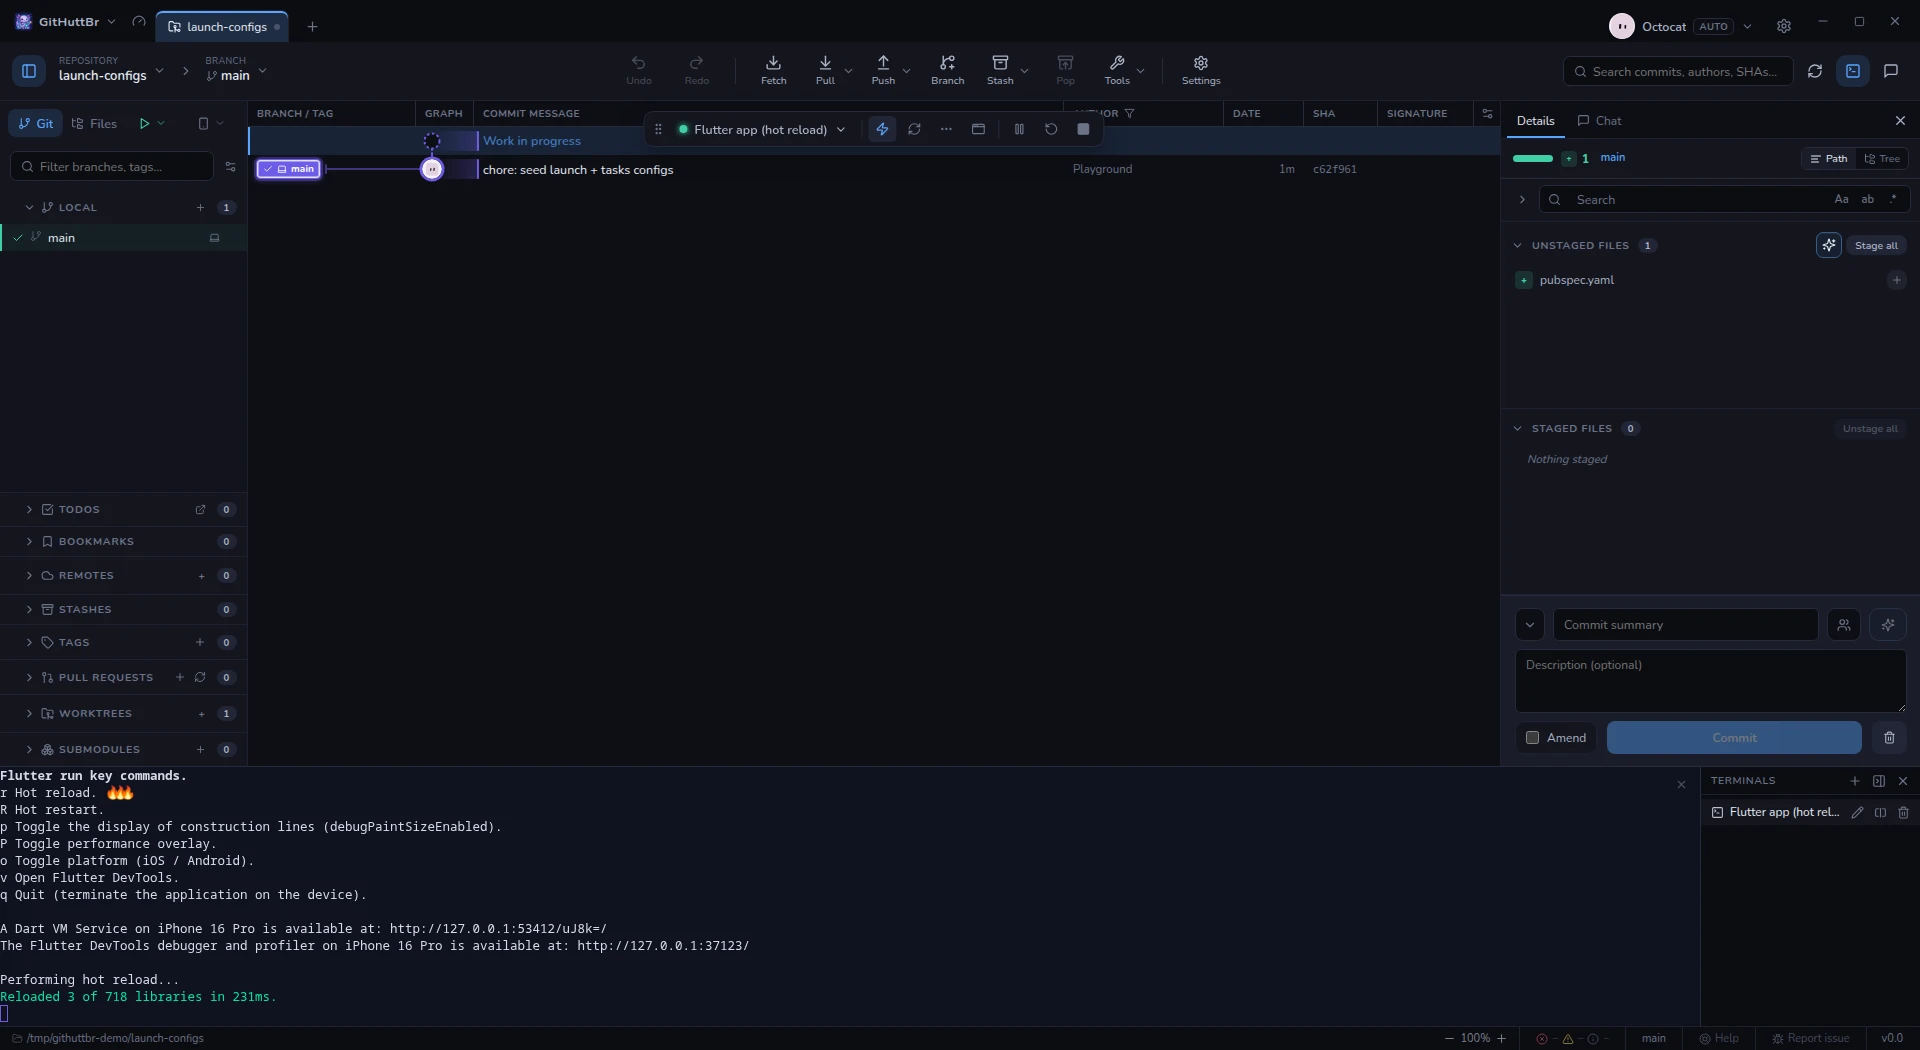 GitHuttBr
launch-configs
Octocat
AUTO
REPOSITORY
launch-configs
BRANCH
main
Undo
Redo
Fetch
Pull
Push
Branch
Stash
Pop
Tools
Settings
Search commits, authors, SHAs...
Git
Files
BRANCH / TAG
GRAPH
COMMIT MESSAGE
Flutter app (hot reload)
DATE
SHA
SIGNATURE
Work in progress
main
chore: seed launch + tasks configs
Playground
1m
c62f961
Filter branches, tags...
LOCAL
1
main
TODOS
0
BOOKMARKS
0
REMOTES
0
STASHES
0
TAGS
0
PULL REQUESTS
0
WORKTREES
1
SUBMODULES
0
Details
Chat
1
main
Path
Tree
Search
Aa
ab
.*
UNSTAGED FILES
1
Stage all
pubspec.yaml
STAGED FILES
0
Unstage all
Nothing staged
Commit summary
Description (optional)
Amend
Commit
Flutter run key commands.
r Hot reload. 🔥🔥🔥
R Hot restart.
p Toggle the display of construction lines (debugPaintSizeEnabled).
P Toggle performance overlay.
o Toggle platform (iOS / Android).
v Open Flutter DevTools.
q Quit (terminate the application on the device).
A Dart VM Service on iPhone 16 Pro is available at: http://127.0.0.1:53412/uJ8k=/
The Flutter DevTools debugger and profiler on iPhone 16 Pro is available at: http://127.0.0.1:37123/
Performing hot reload...
Reloaded 3 of 718 libraries in 231ms.
TERMINALS
Flutter app (hot rel...
/tmp/githuttbr-demo/launch-configs
100%
main
Help
Report issue
v0.0